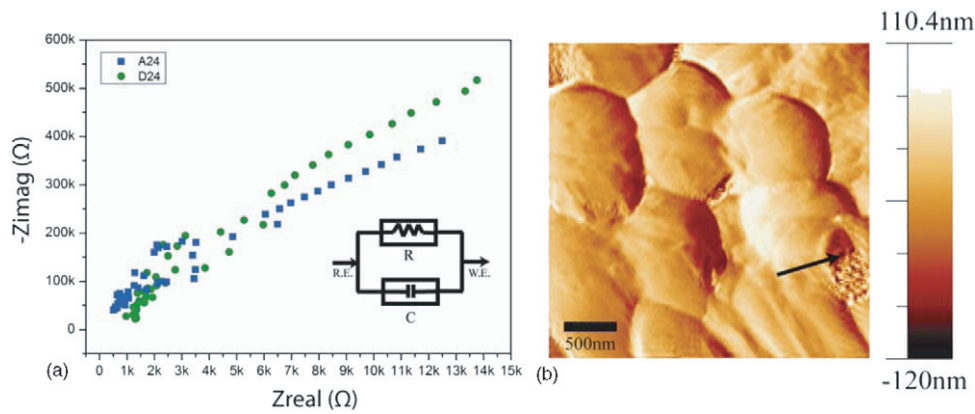 600k
500k
400k
300k
200k
100k
0
-Zimag (Ω)
A24
D24
R.E.
R
W.E.
C
0 1k 2k 3k 4k 5k 6k 7k 8k 9k 10k 11k 12k 13k 14k 15k
Zreal (Ω)
(a)
500nm
(b)
110.4nm
-120nm